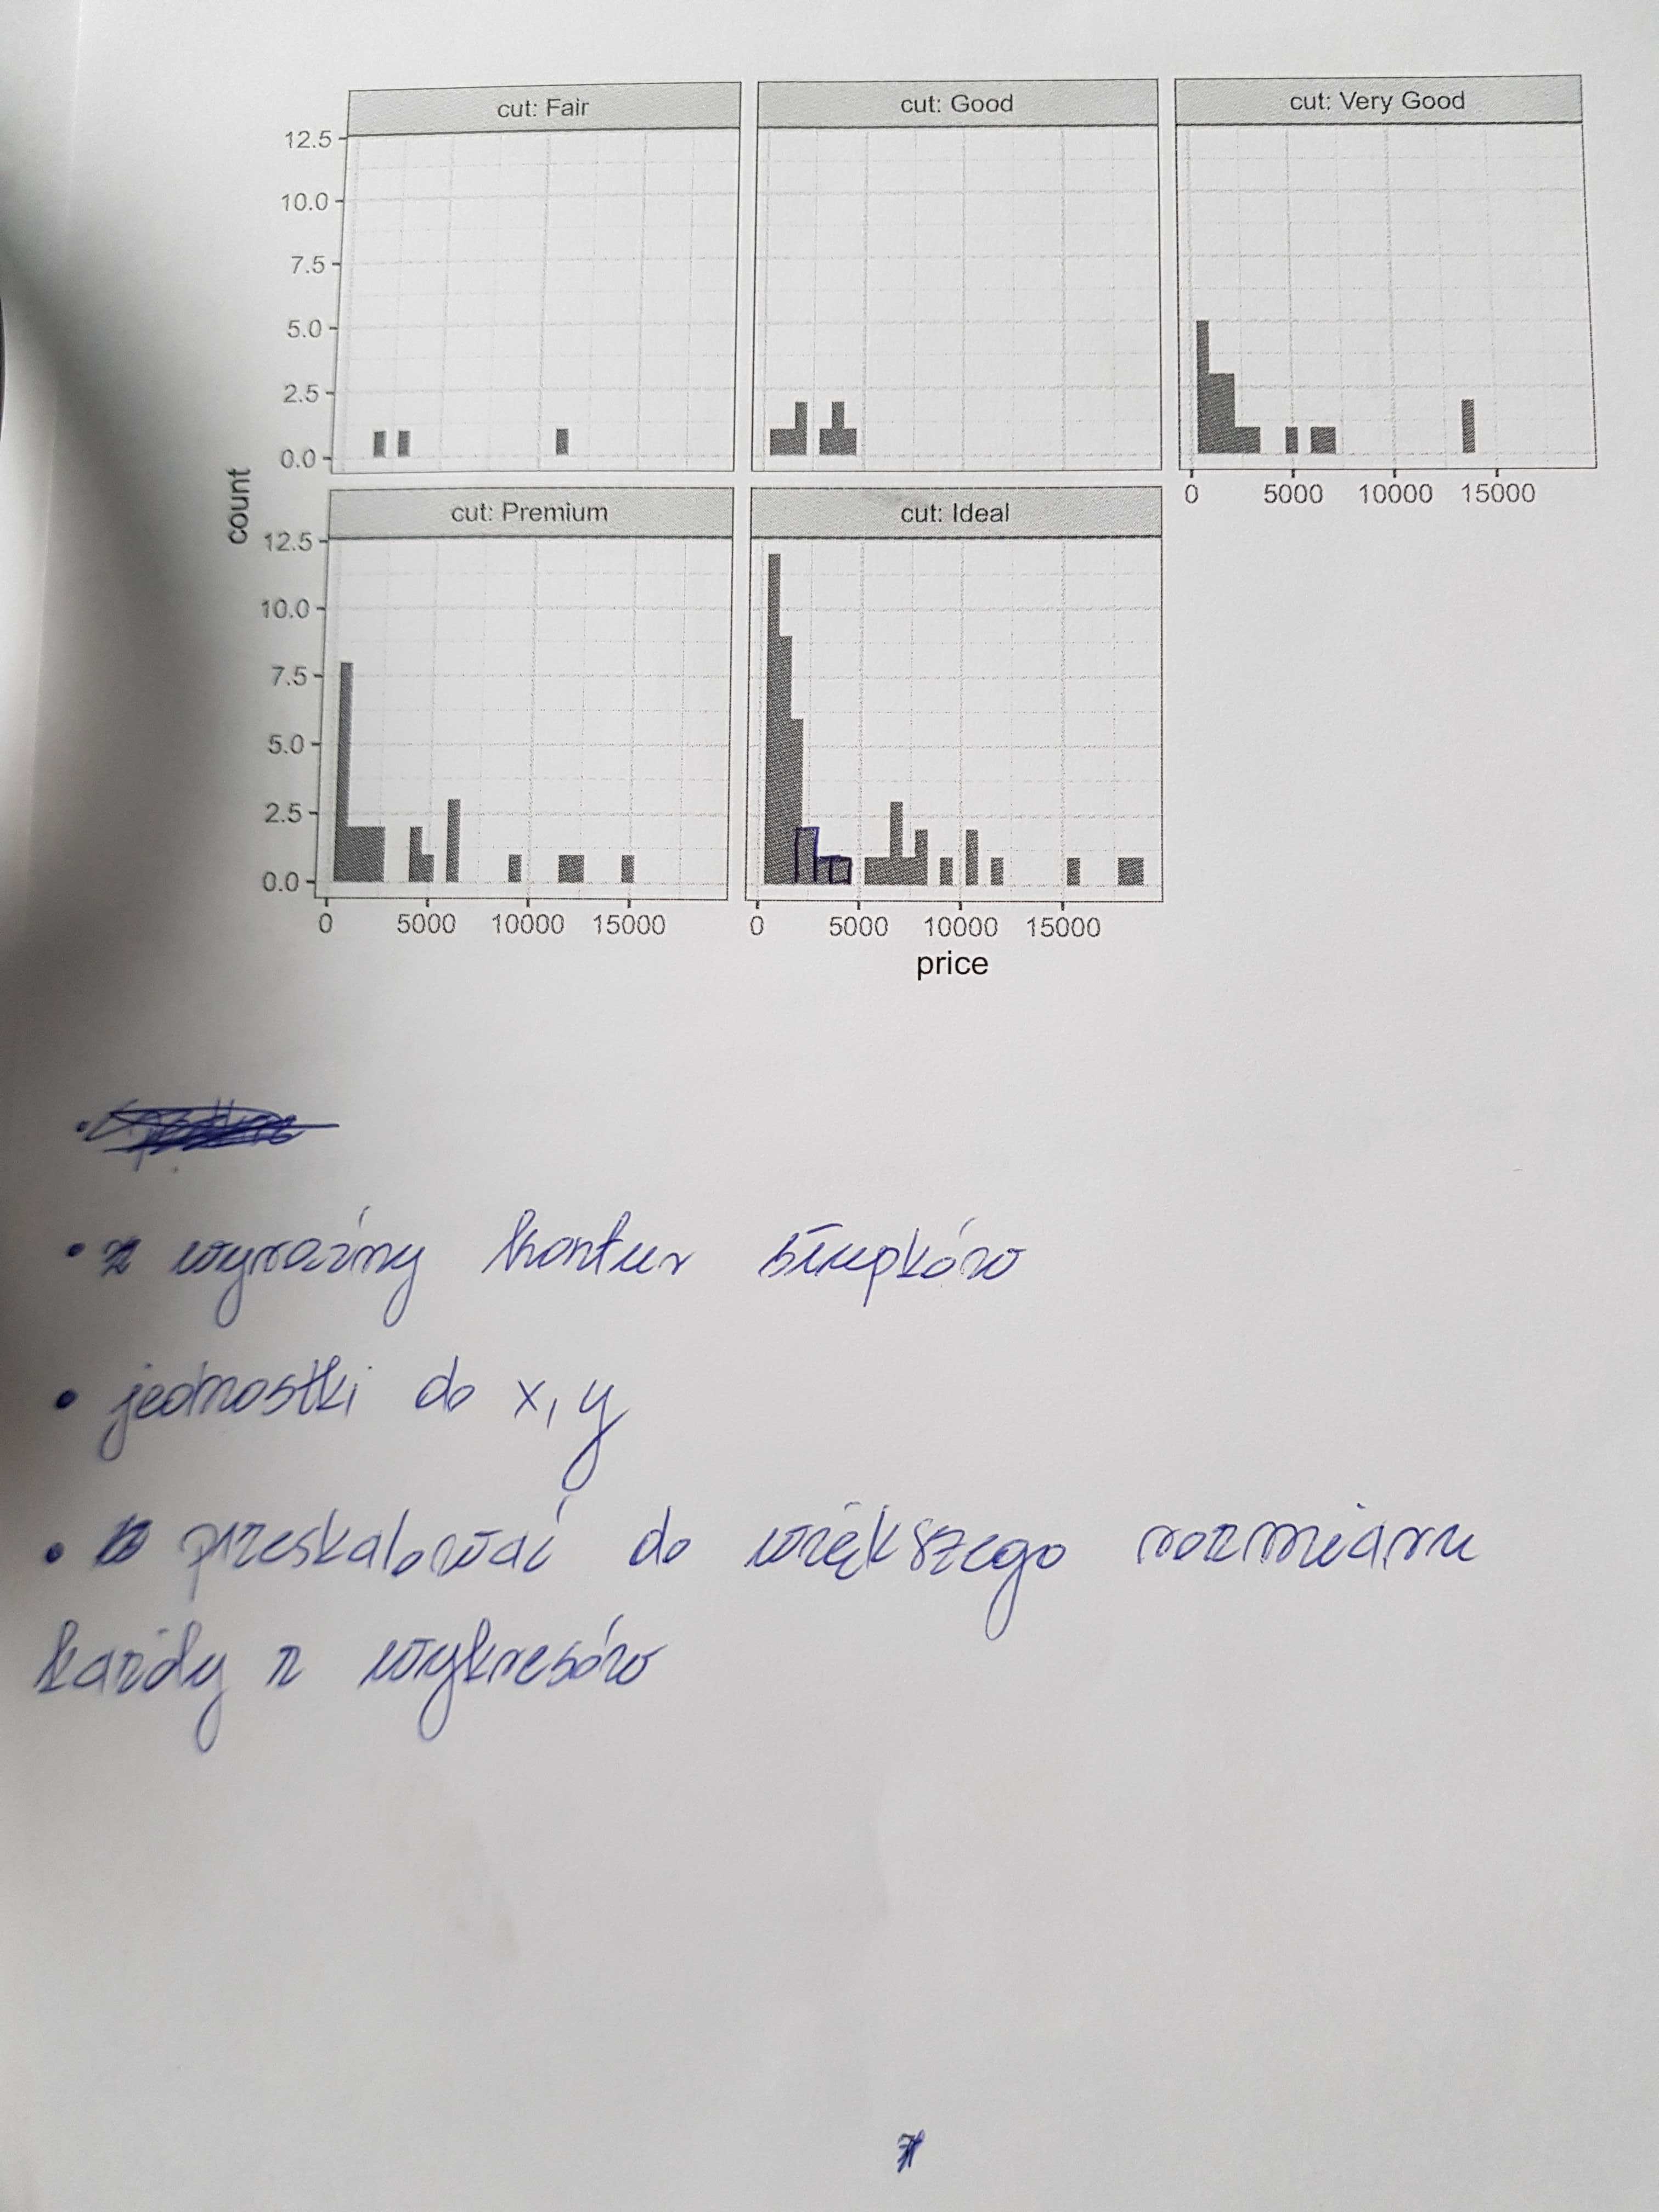 cut: Fair
cut: Good
cut: Very Good
12.5
10.0
7.5
5.0
2.5
0.0
0 5000 10000 15000
count
cut: Premium
cut: Ideal
12.5
10.0
7.5
5.0
2.5
0.0
0 5000 10000 15000
0 5000 10000 15000
price
• wyraźny kontur słupków
• jednostki do x, y
• przeskalować do większego rozmiaru
każdy z wykresów